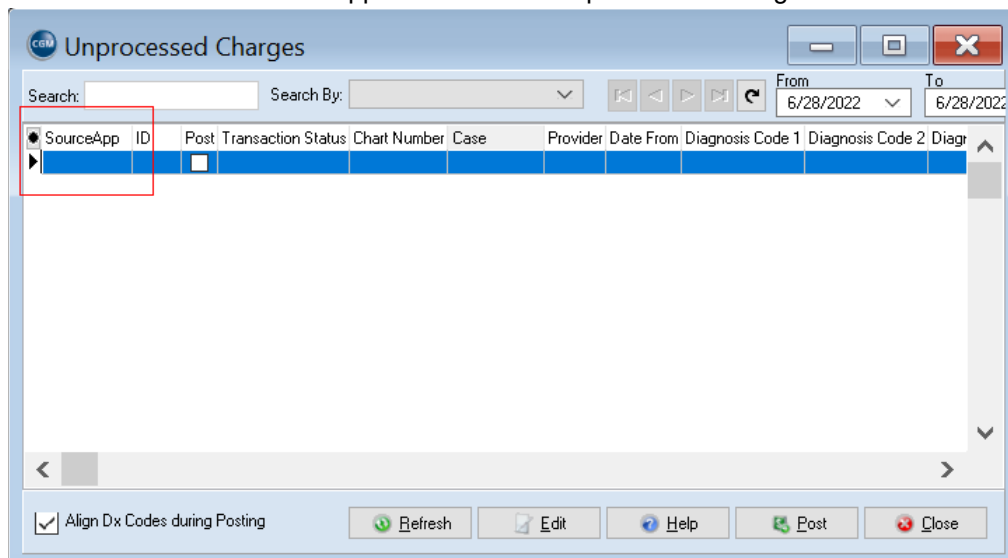 CGM Unprocessed Charges
From To
Search: Search By: 6/28/2022 6/28/2022
SourceApp ID Post Transaction Status Chart Number Case Provider Date From Diagnosis Code 1 Diagnosis Code 2 Diagr
Align Dx Codes during Posting Refresh Edit Help Post Close